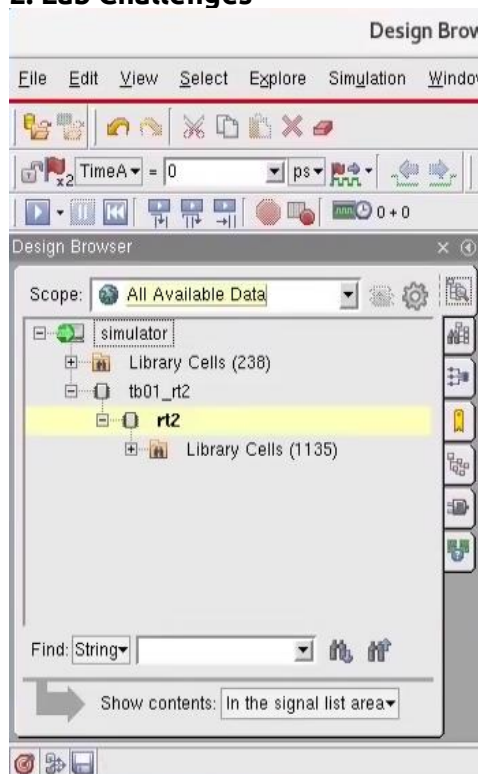 2. Lab Challenges
Design Brow
File Edit View Select Explore Simulation Window
x2 TimeA = 0 ps
0 + 0
Design Browser
Scope: All Available Data
simulator
Library Cells (238)
tb01_rt2
rt2
Library Cells (1135)
Find: String
Show contents: In the signal list area